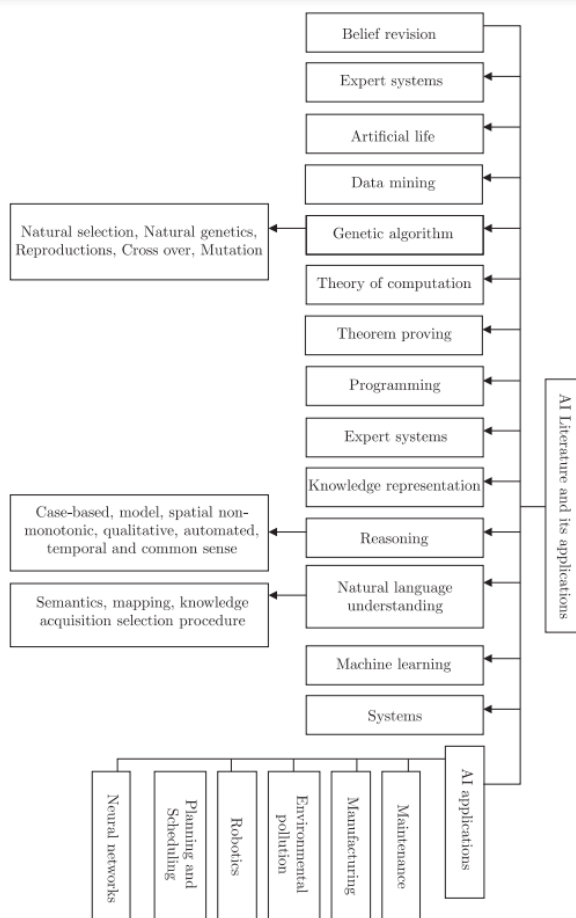 Belief revision
Expert systems
Artificial life
Data mining
Genetic algorithm
Natural selection, Natural genetics,
Reproductions, Cross over, Mutation
Theory of computation
Theorem proving
Programming
Expert systems
Knowledge representation
Reasoning
Case-based, model, spatial non-
monotonic, qualitative, automated,
temporal and common sense
Natural language
understanding
Semantics, mapping, knowledge
acquisition selection procedure
Machine learning
Systems
AI Literature and its applications
AI applications
Neural networks
Planning and
Scheduling
Robotics
Environmental
pollution
Manufacturing
Maintenance